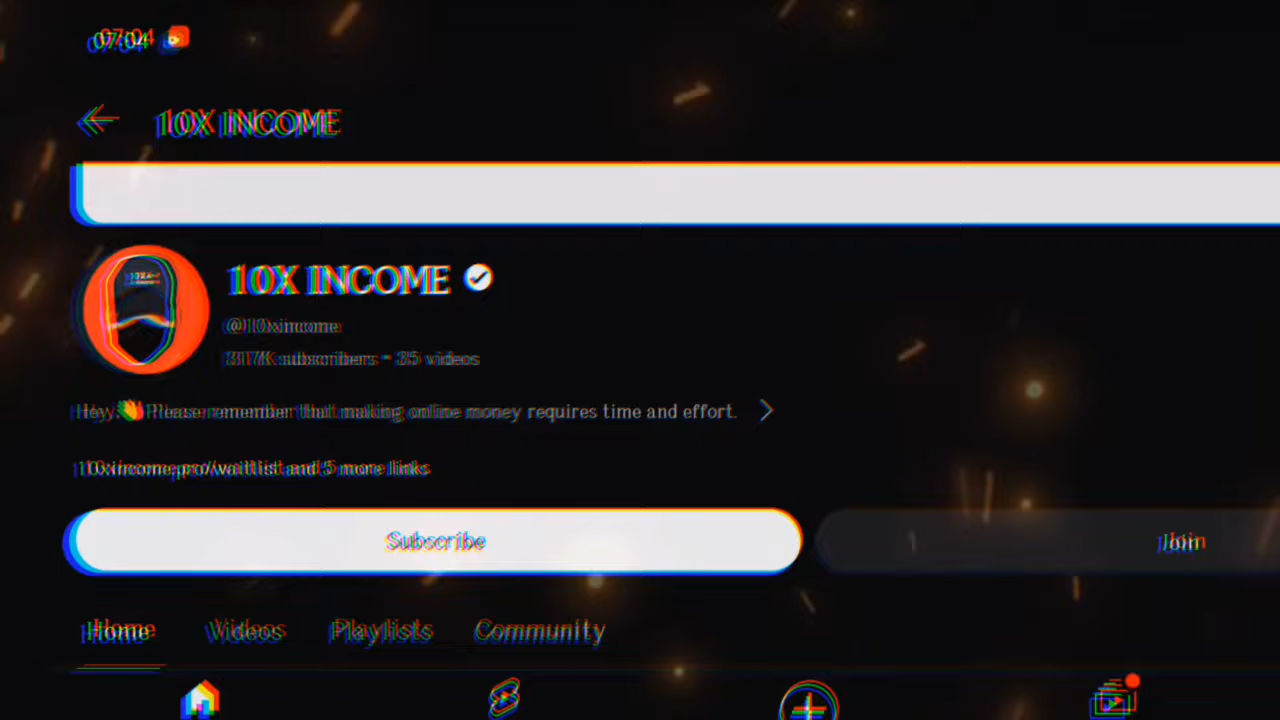 07:04
10X INCOME
10X INCOME
@10xincome
317K subscribers • 35 videos
Hey, 👋 Please remember that making online money requires time and effort.
10xincome.pro//waitlist and 5 more links
Subscribe
Join
Home Videos Playlists Community